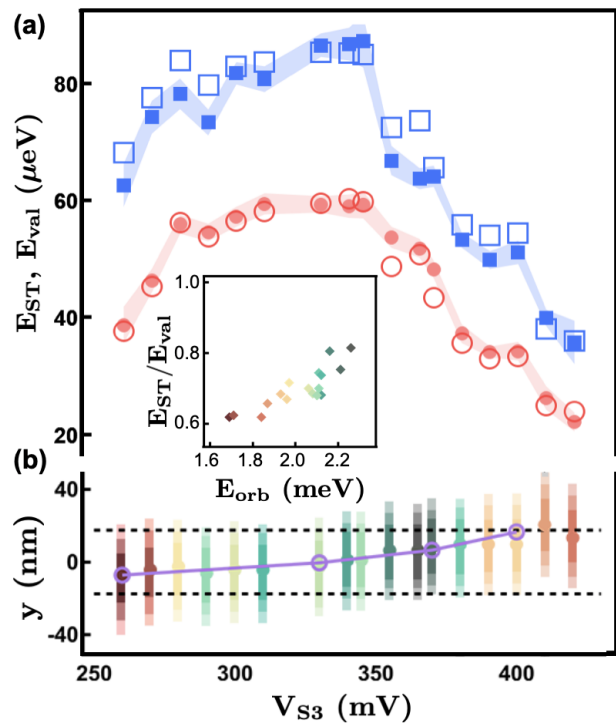 (a)
80
60
40
20
E_ST, E_val (μeV)
1.0
0.8
0.6
E_ST/E_val
1.6 1.8 2.0 2.2
E_orb (meV)
(b)
40
0
-40
y (nm)
250 300 350 400
V_S3 (mV)